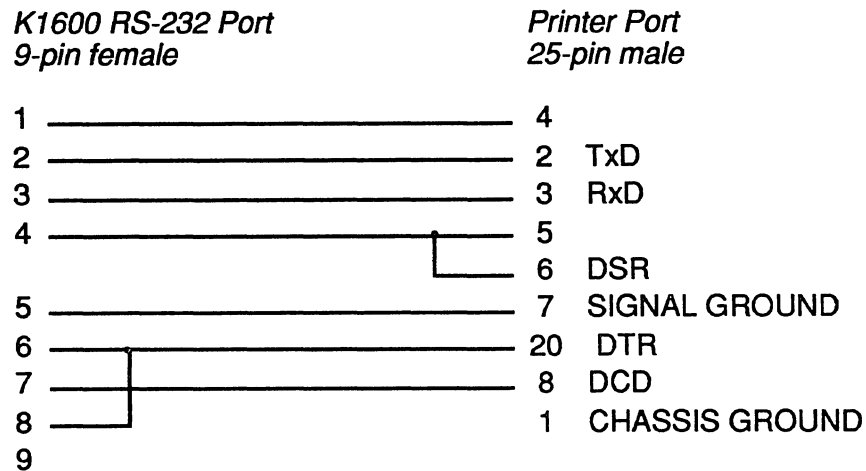 K1600 RS-232 Port Printer Port
9-pin female 25-pin male
1 4
2 2 TxD
3 3 RxD
4 5
6 DSR
5 7 SIGNAL GROUND
6 20 DTR
7 8 DCD
8 1 CHASSIS GROUND
9